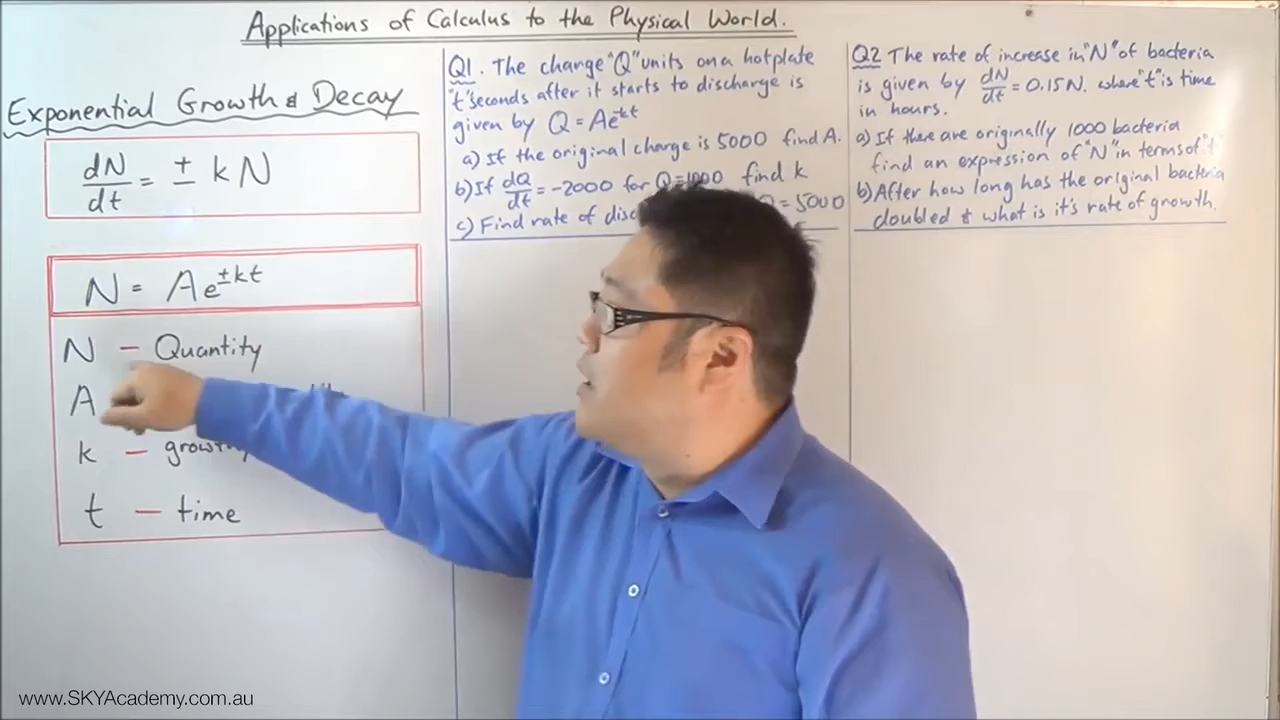 Applications of Calculus to the Physical World.
Exponential Growth & Decay
dN/dt = ± kN
N = Ae^±kt
N – Quantity
A
k – growth
t – time
Q1. The change "Q" units on a hotplate
"t" seconds after it starts to discharge is
given by Q = Ae^-kt
a) If the original charge is 5000 find A.
b) If dQ/dt = -2000 for Q=1000 find k
c) Find rate of Q = 5000
Q2 The rate of increase in "N" of bacteria
is given by dN/dt = 0.15N. where "t" is time
in hours.
a) If there are originally 1000 bacteria
find an expression of "N" in terms of "t"
b) After how long has the original bacteria
doubled & what is it's rate of growth.
www.SKYAcademy.com.au